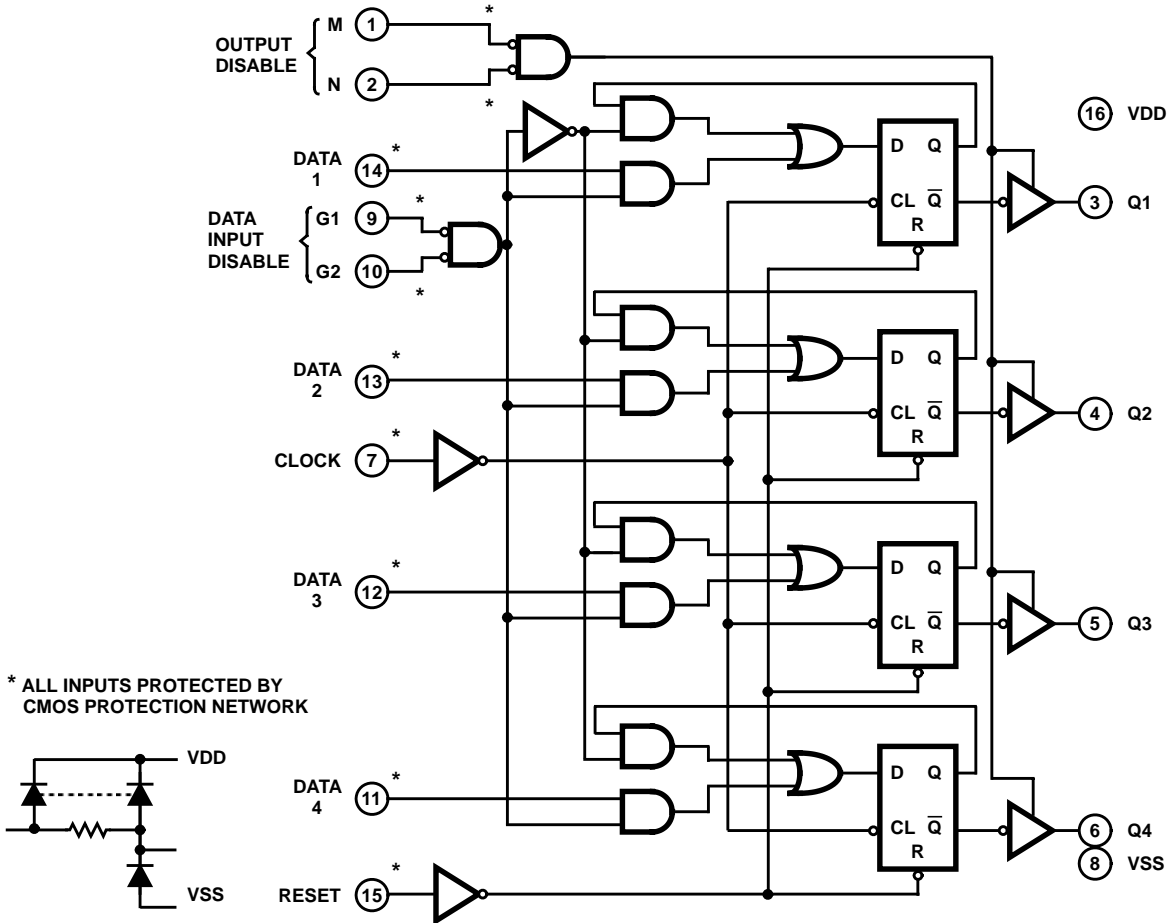 M 1 *
OUTPUT
DISABLE
N 2 *
16 VDD
DATA
1
14 *
D Q
CL Q̅
R
3 Q1
DATA
INPUT
DISABLE
G1 9 *
G2 10 *
DATA
2
13 *
D Q
CL Q̅
R
4 Q2
CLOCK 7 *
DATA
3
12 *
D Q
CL Q̅
R
5 Q3
* ALL INPUTS PROTECTED BY
CMOS PROTECTION NETWORK
VDD
VSS
DATA
4
11 *
D Q
CL Q̅
R
6 Q4
8 VSS
RESET 15 *